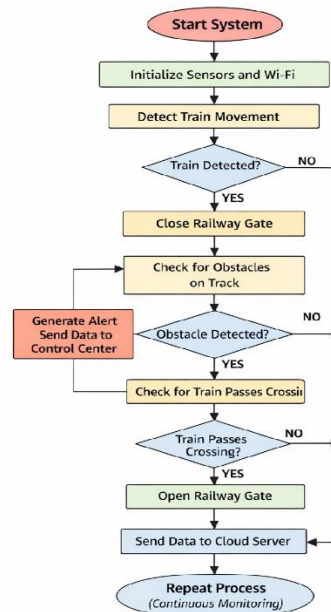 Start System
Initialize Sensors and Wi-Fi
Detect Train Movement
Train Detected?
NO
YES
Close Railway Gate
Check for Obstacles
on Track
Generate Alert
Send Data to
Control Center
Obstacle Detected?
NO
YES
Check for Train Passes Crossin
Train Passes
Crossing?
NO
YES
Open Railway Gate
Send Data to Cloud Server
Repeat Process
(Continuous Monitoring)